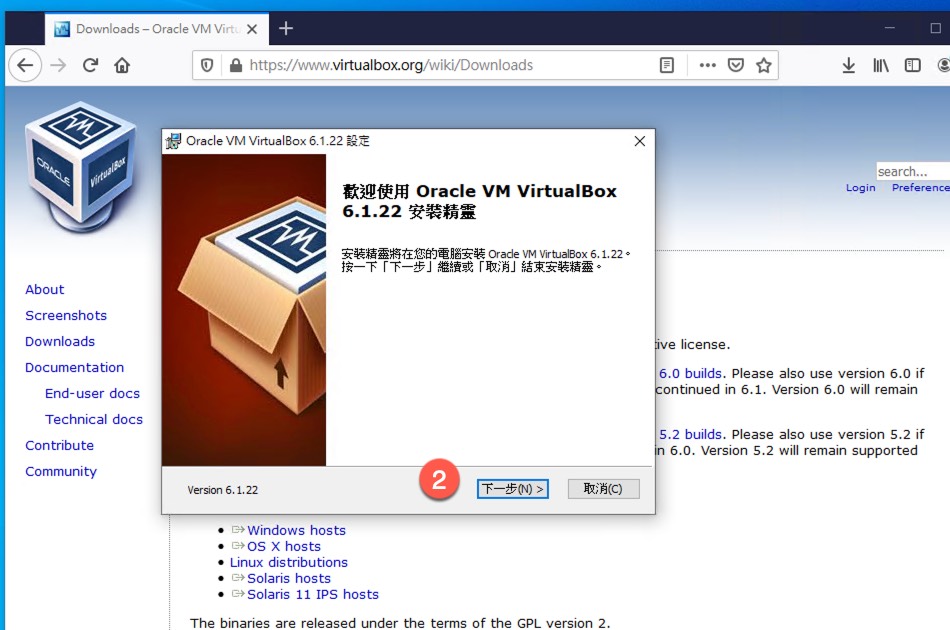 Downloads – Oracle VM Virtu
https://www.virtualbox.org/wiki/Downloads
ORACLE
VirtualBox
search...
Login Preference
About
Screenshots
Downloads
Documentation
End-user docs
Technical docs
Contribute
Community
Oracle VM VirtualBox 6.1.22 設定
歡迎使用 Oracle VM VirtualBox
6.1.22 安裝精靈
安裝精靈將在您的電腦安裝 Oracle VM VirtualBox 6.1.22。
按一下「下一步」繼續或「取消」結束安裝精靈。
Version 6.1.22
2
下一步(N) >
取消(C)
ive license.
6.0 builds. Please also use version 6.0 if
continued in 6.1. Version 6.0 will remain
5.2 builds. Please also use version 5.2 if
in 6.0. Version 5.2 will remain supported
Windows hosts
OS X hosts
Linux distributions
Solaris hosts
Solaris 11 IPS hosts
The binaries are released under the terms of the GPL version 2.